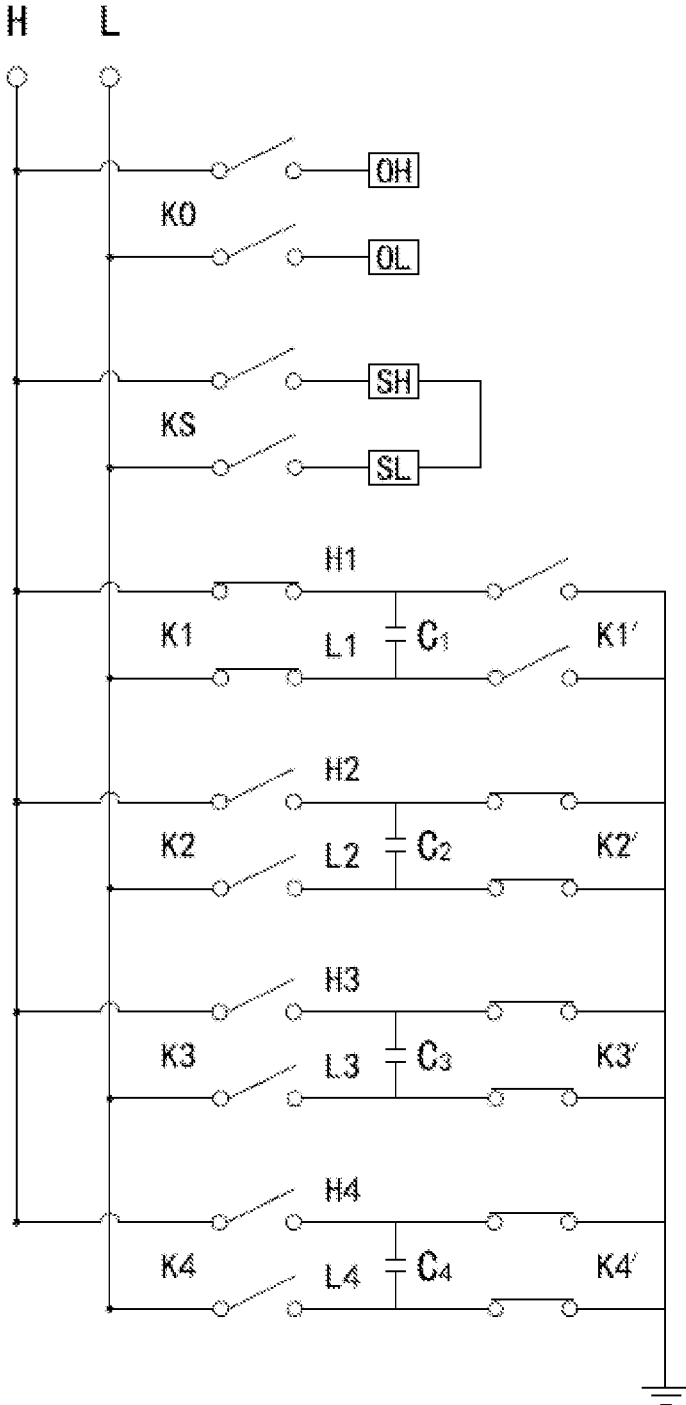 H L
OH
KO
OL
SH
KS
SL
H1
K1 L1 C1 K1′
H2
K2 L2 C2 K2′
H3
K3 L3 C3 K3′
H4
K4 L4 C4 K4′